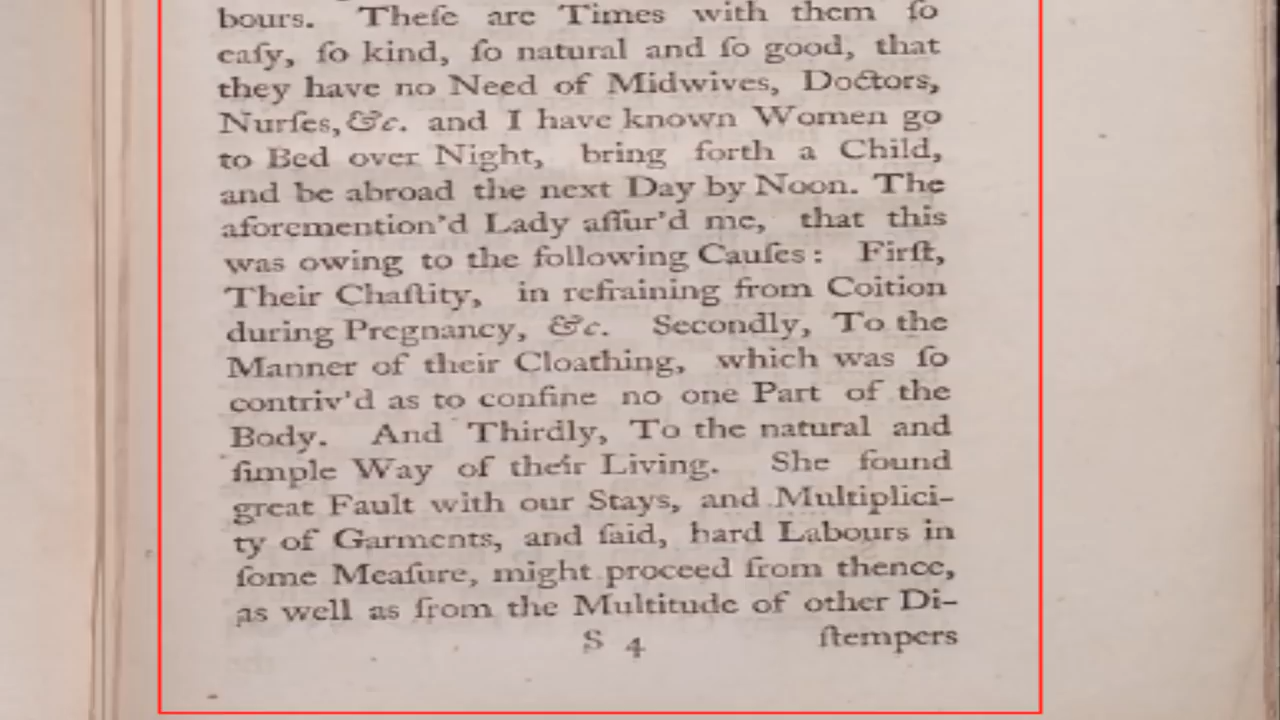 bours. Theſe are Times with them ſo
eaſy, ſo kind, ſo natural and ſo good, that
they have no Need of Midwives, Doctors,
Nurſes, &c. and I have known Women go
to Bed over Night, bring forth a Child,
and be abroad the next Day by Noon. The
aforemention'd Lady aſſur'd me, that this
was owing to the following Cauſes: Firſt,
Their Chaſtity, in refraining from Coition
during Pregnancy, &c. Secondly, To the
Manner of their Cloathing, which was ſo
contriv'd as to confine no one Part of the
Body. And Thirdly, To the natural and
ſimple Way of their Living. She found
great Fault with our Stays, and Multiplici-
ty of Garments, and ſaid, hard Labours in
ſome Meaſure, might proceed from thence,
as well as from the Multitude of other Di-
S 4 ſtempers